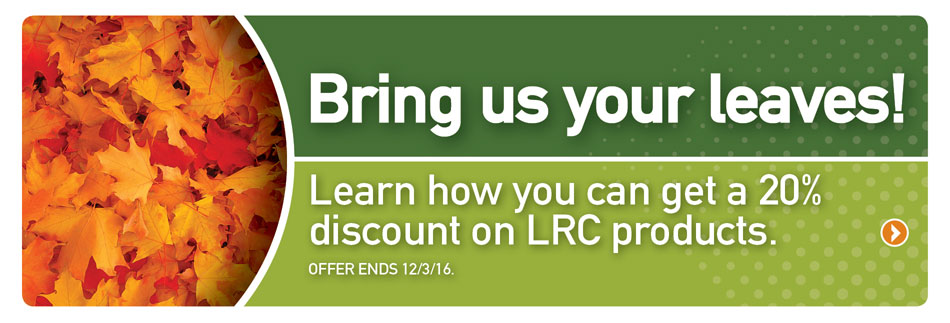 Bring us your leaves!
Learn how you can get a 20%
discount on LRC products.
OFFER ENDS 12/3/16.